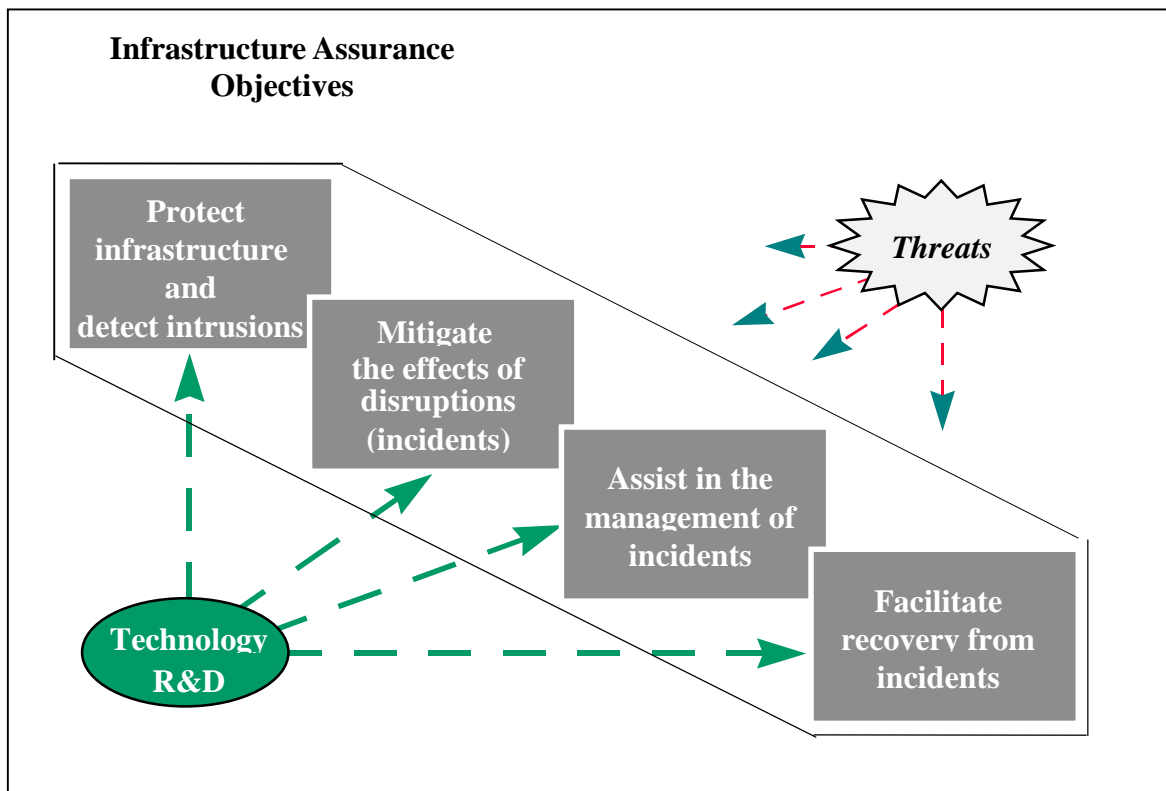 Infrastructure Assurance
Objectives
Protect
infrastructure
and
detect intrusions
Threats
Mitigate
the effects of
disruptions
(incidents)
Assist in the
management of
incidents
Facilitate
recovery from
incidents
Technology
R&D